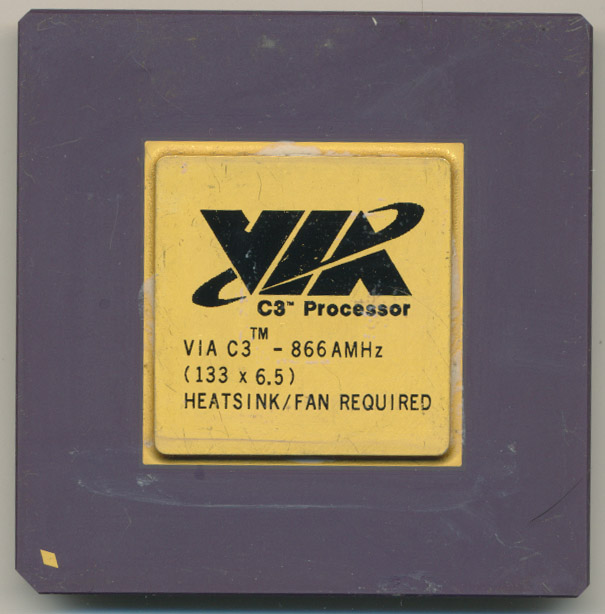 VIA
C3™ Processor
VIA C3™ - 866AMHz
(133 x 6.5)
HEATSINK/FAN REQUIRED